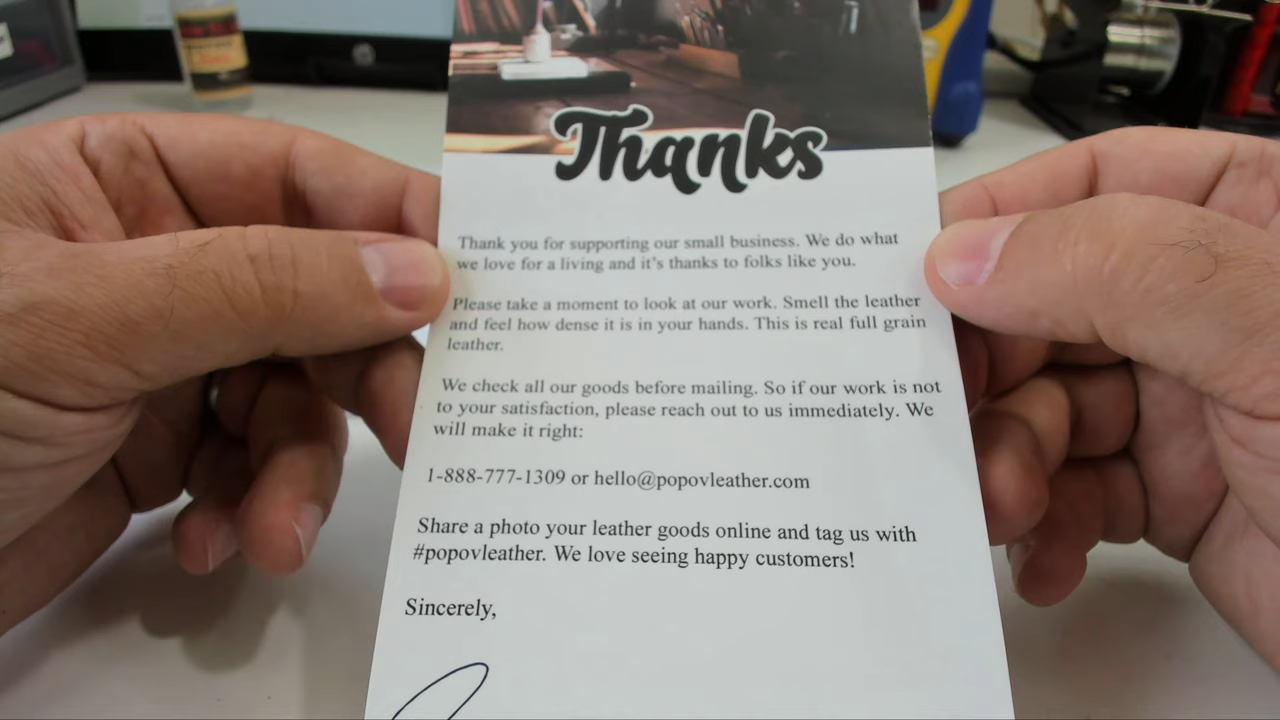 Thanks
Thank you for supporting our small business. We do what
we love for a living and it's thanks to folks like you.
Please take a moment to look at our work. Smell the leather
and feel how dense it is in your hands. This is real full grain
leather.
We check all our goods before mailing. So if our work is not
to your satisfaction, please reach out to us immediately. We
will make it right:
1-888-777-1309 or hello@popovleather.com
Share a photo your leather goods online and tag us with
#popovleather. We love seeing happy customers!
Sincerely,